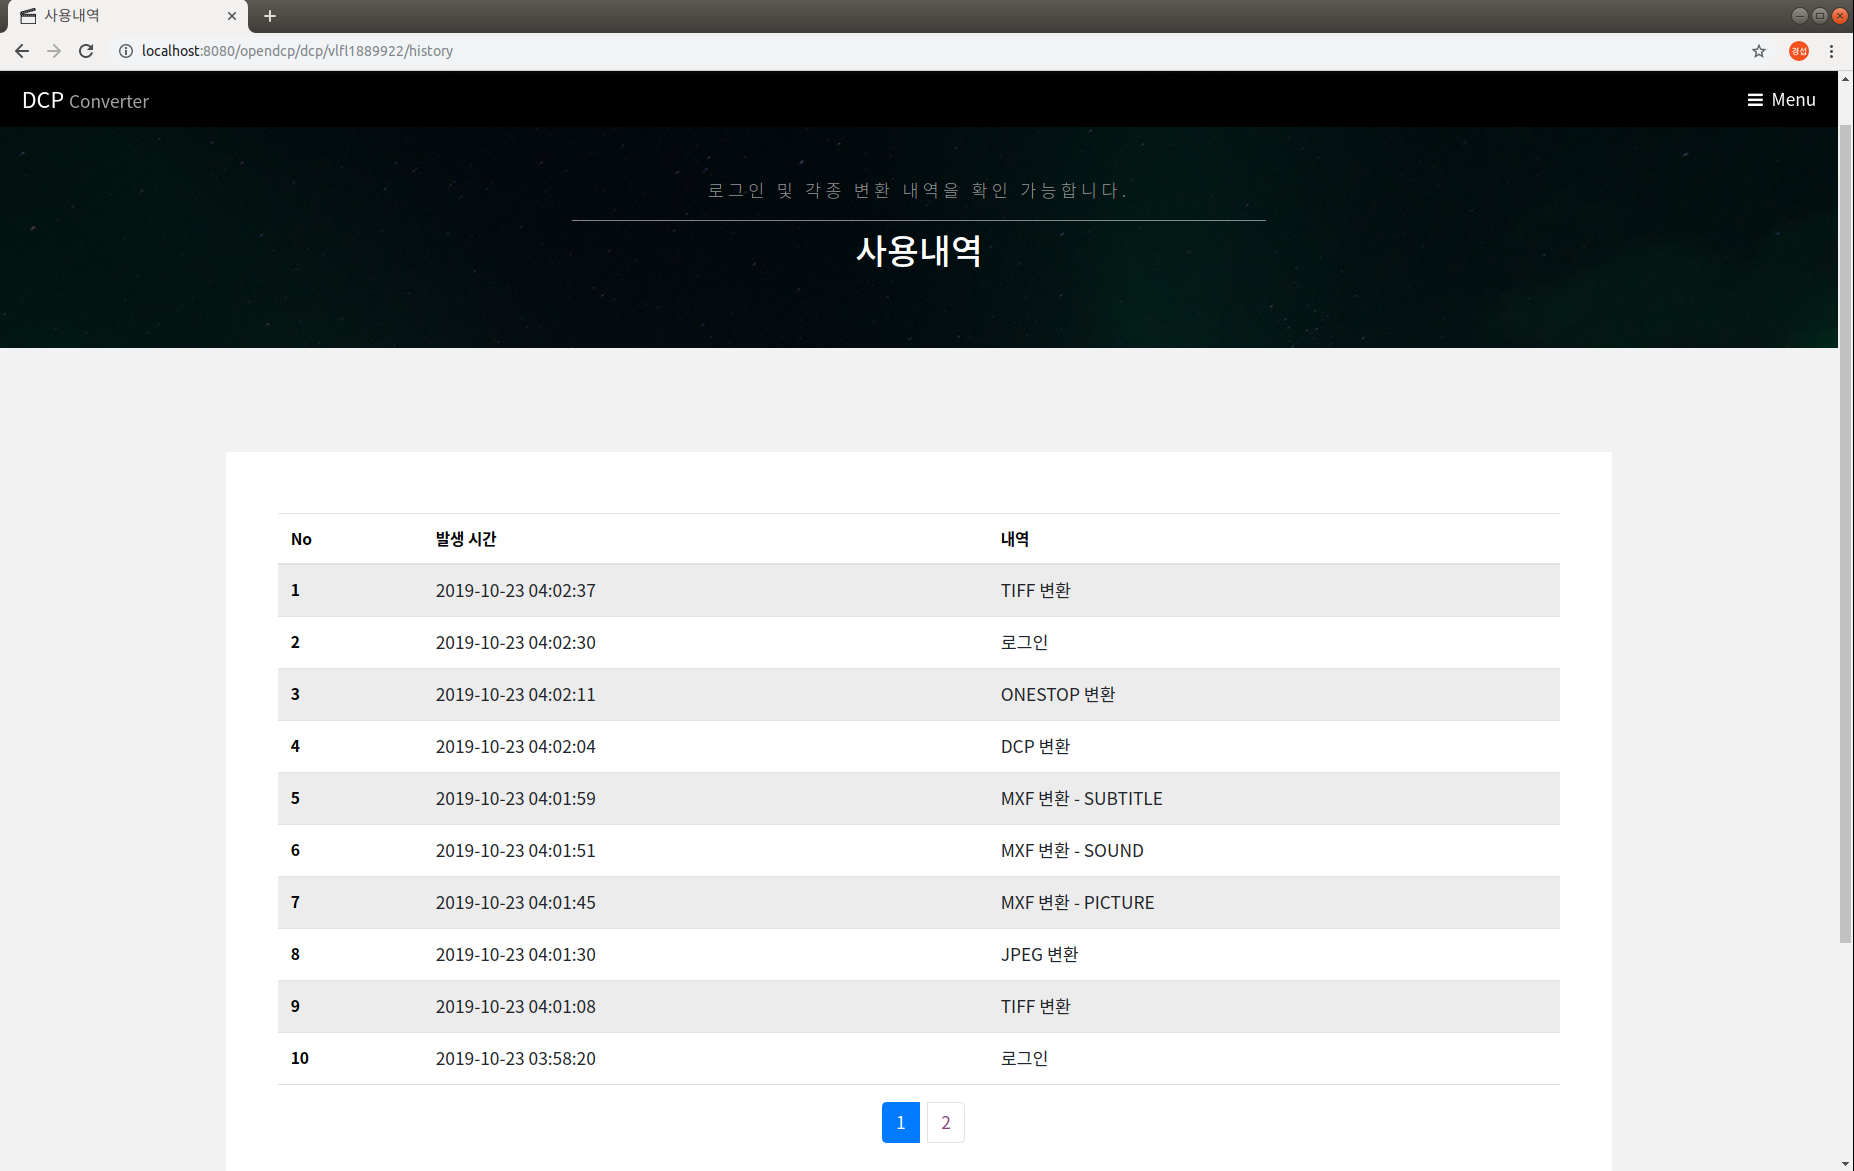 사용내역
localhost:8080/opendcp/dcp/vlfl1889922/history
경섭
DCP Converter
Menu
로그인 및 각종 변환 내역을 확인 가능합니다.
사용내역
No 발생 시간 내역
1 2019-10-23 04:02:37 TIFF 변환
2 2019-10-23 04:02:30 로그인
3 2019-10-23 04:02:11 ONESTOP 변환
4 2019-10-23 04:02:04 DCP 변환
5 2019-10-23 04:01:59 MXF 변환 - SUBTITLE
6 2019-10-23 04:01:51 MXF 변환 - SOUND
7 2019-10-23 04:01:45 MXF 변환 - PICTURE
8 2019-10-23 04:01:30 JPEG 변환
9 2019-10-23 04:01:08 TIFF 변환
10 2019-10-23 03:58:20 로그인
1 2